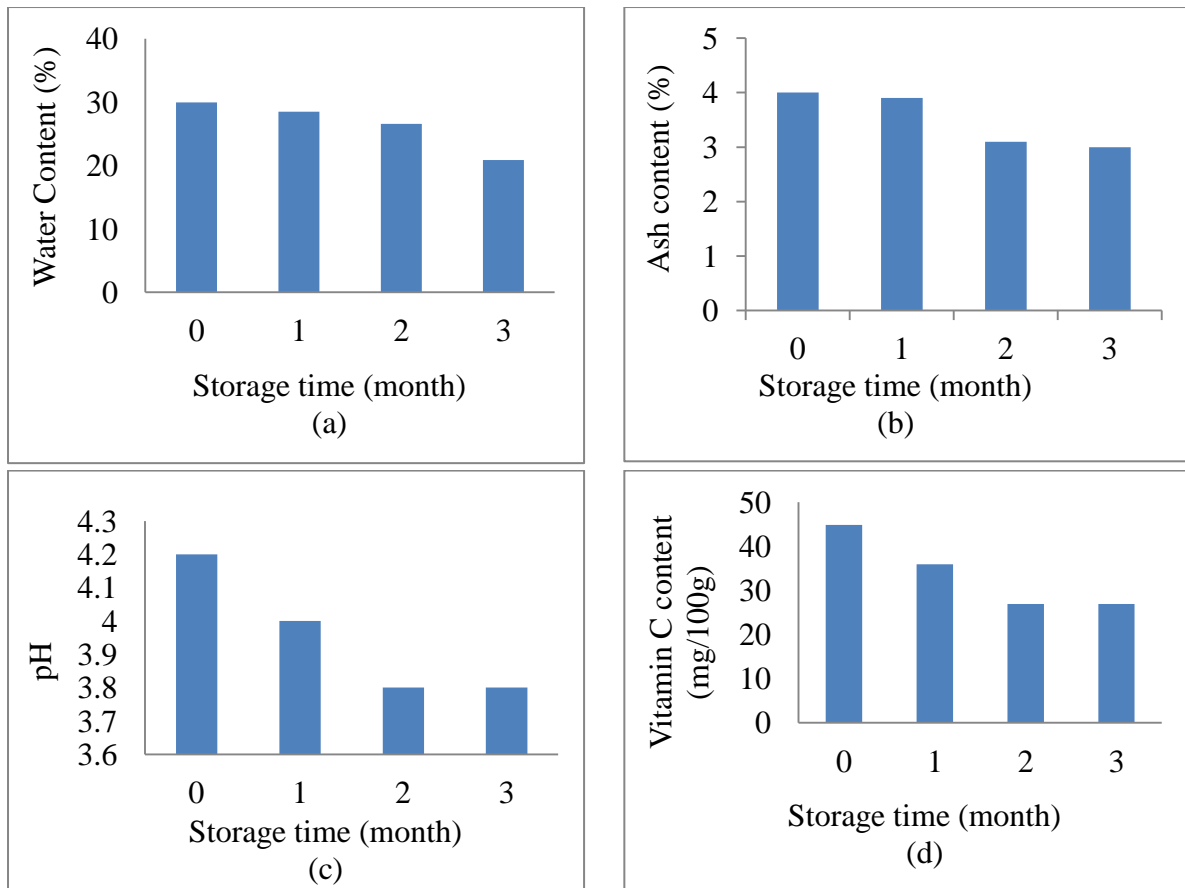 Water Content (%)
40
30
20
10
0
0 1 2 3
Storage time (month)
(a)
Ash content (%)
5
4
3
2
1
0
0 1 2 3
Storage time (month)
(b)
pH
4.3
4.2
4.1
4
3.9
3.8
3.7
3.6
0 1 2 3
Storage time (month)
(c)
Vitamin C content
(mg/100g)
50
40
30
20
10
0
0 1 2 3
Storage time (month)
(d)